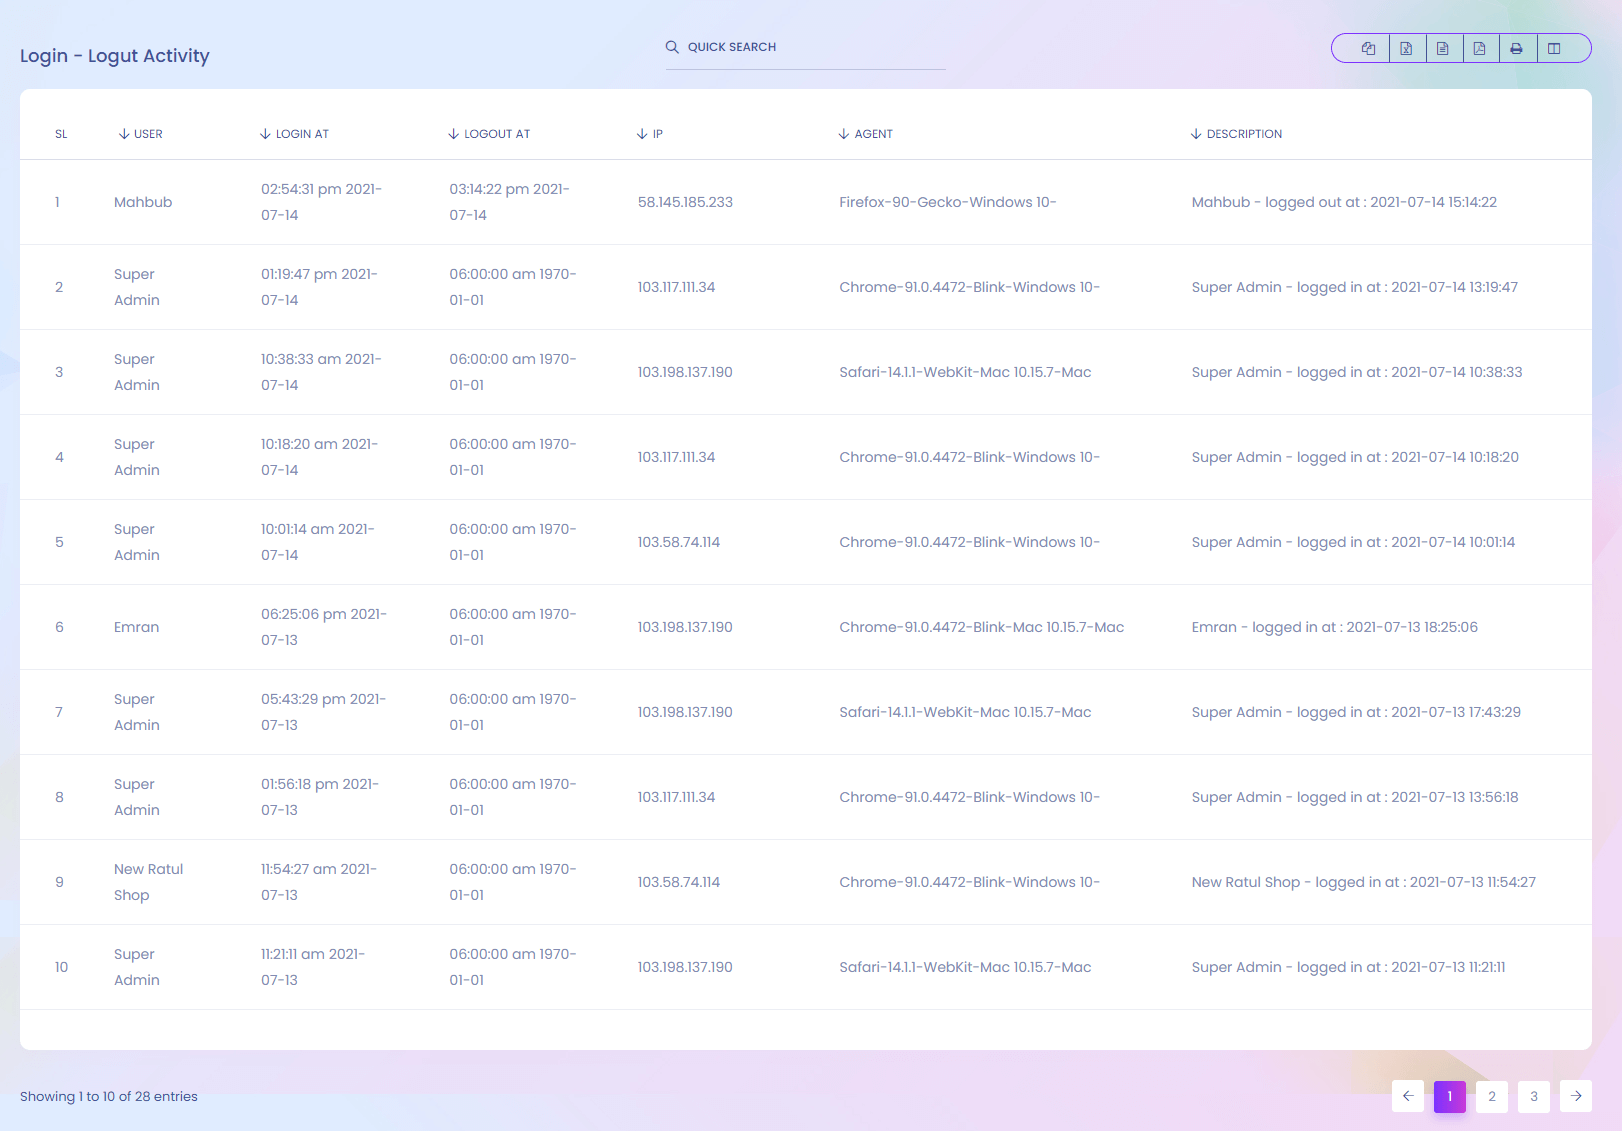 Login - Logut Activity
QUICK SEARCH
SL USER LOGIN AT LOGOUT AT IP AGENT DESCRIPTION
1 Mahbub 02:54:31 pm 2021-07-14 03:14:22 pm 2021-07-14 58.145.185.233 Firefox-90-Gecko-Windows 10- Mahbub - logged out at : 2021-07-14 15:14:22
2 Super Admin 01:19:47 pm 2021-07-14 06:00:00 am 1970-01-01 103.117.111.34 Chrome-91.0.4472-Blink-Windows 10- Super Admin - logged in at : 2021-07-14 13:19:47
3 Super Admin 10:38:33 am 2021-07-14 06:00:00 am 1970-01-01 103.198.137.190 Safari-14.1.1-WebKit-Mac 10.15.7-Mac Super Admin - logged in at : 2021-07-14 10:38:33
4 Super Admin 10:18:20 am 2021-07-14 06:00:00 am 1970-01-01 103.117.111.34 Chrome-91.0.4472-Blink-Windows 10- Super Admin - logged in at : 2021-07-14 10:18:20
5 Super Admin 10:01:14 am 2021-07-14 06:00:00 am 1970-01-01 103.58.74.114 Chrome-91.0.4472-Blink-Windows 10- Super Admin - logged in at : 2021-07-14 10:01:14
6 Emran 06:25:06 pm 2021-07-13 06:00:00 am 1970-01-01 103.198.137.190 Chrome-91.0.4472-Blink-Mac 10.15.7-Mac Emran - logged in at : 2021-07-13 18:25:06
7 Super Admin 05:43:29 pm 2021-07-13 06:00:00 am 1970-01-01 103.198.137.190 Safari-14.1.1-WebKit-Mac 10.15.7-Mac Super Admin - logged in at : 2021-07-13 17:43:29
8 Super Admin 01:56:18 pm 2021-07-13 06:00:00 am 1970-01-01 103.117.111.34 Chrome-91.0.4472-Blink-Windows 10- Super Admin - logged in at : 2021-07-13 13:56:18
9 New Ratul Shop 11:54:27 am 2021-07-13 06:00:00 am 1970-01-01 103.58.74.114 Chrome-91.0.4472-Blink-Windows 10- New Ratul Shop - logged in at : 2021-07-13 11:54:27
10 Super Admin 11:21:11 am 2021-07-13 06:00:00 am 1970-01-01 103.198.137.190 Safari-14.1.1-WebKit-Mac 10.15.7-Mac Super Admin - logged in at : 2021-07-13 11:21:11
Showing 1 to 10 of 28 entries
1 2 3